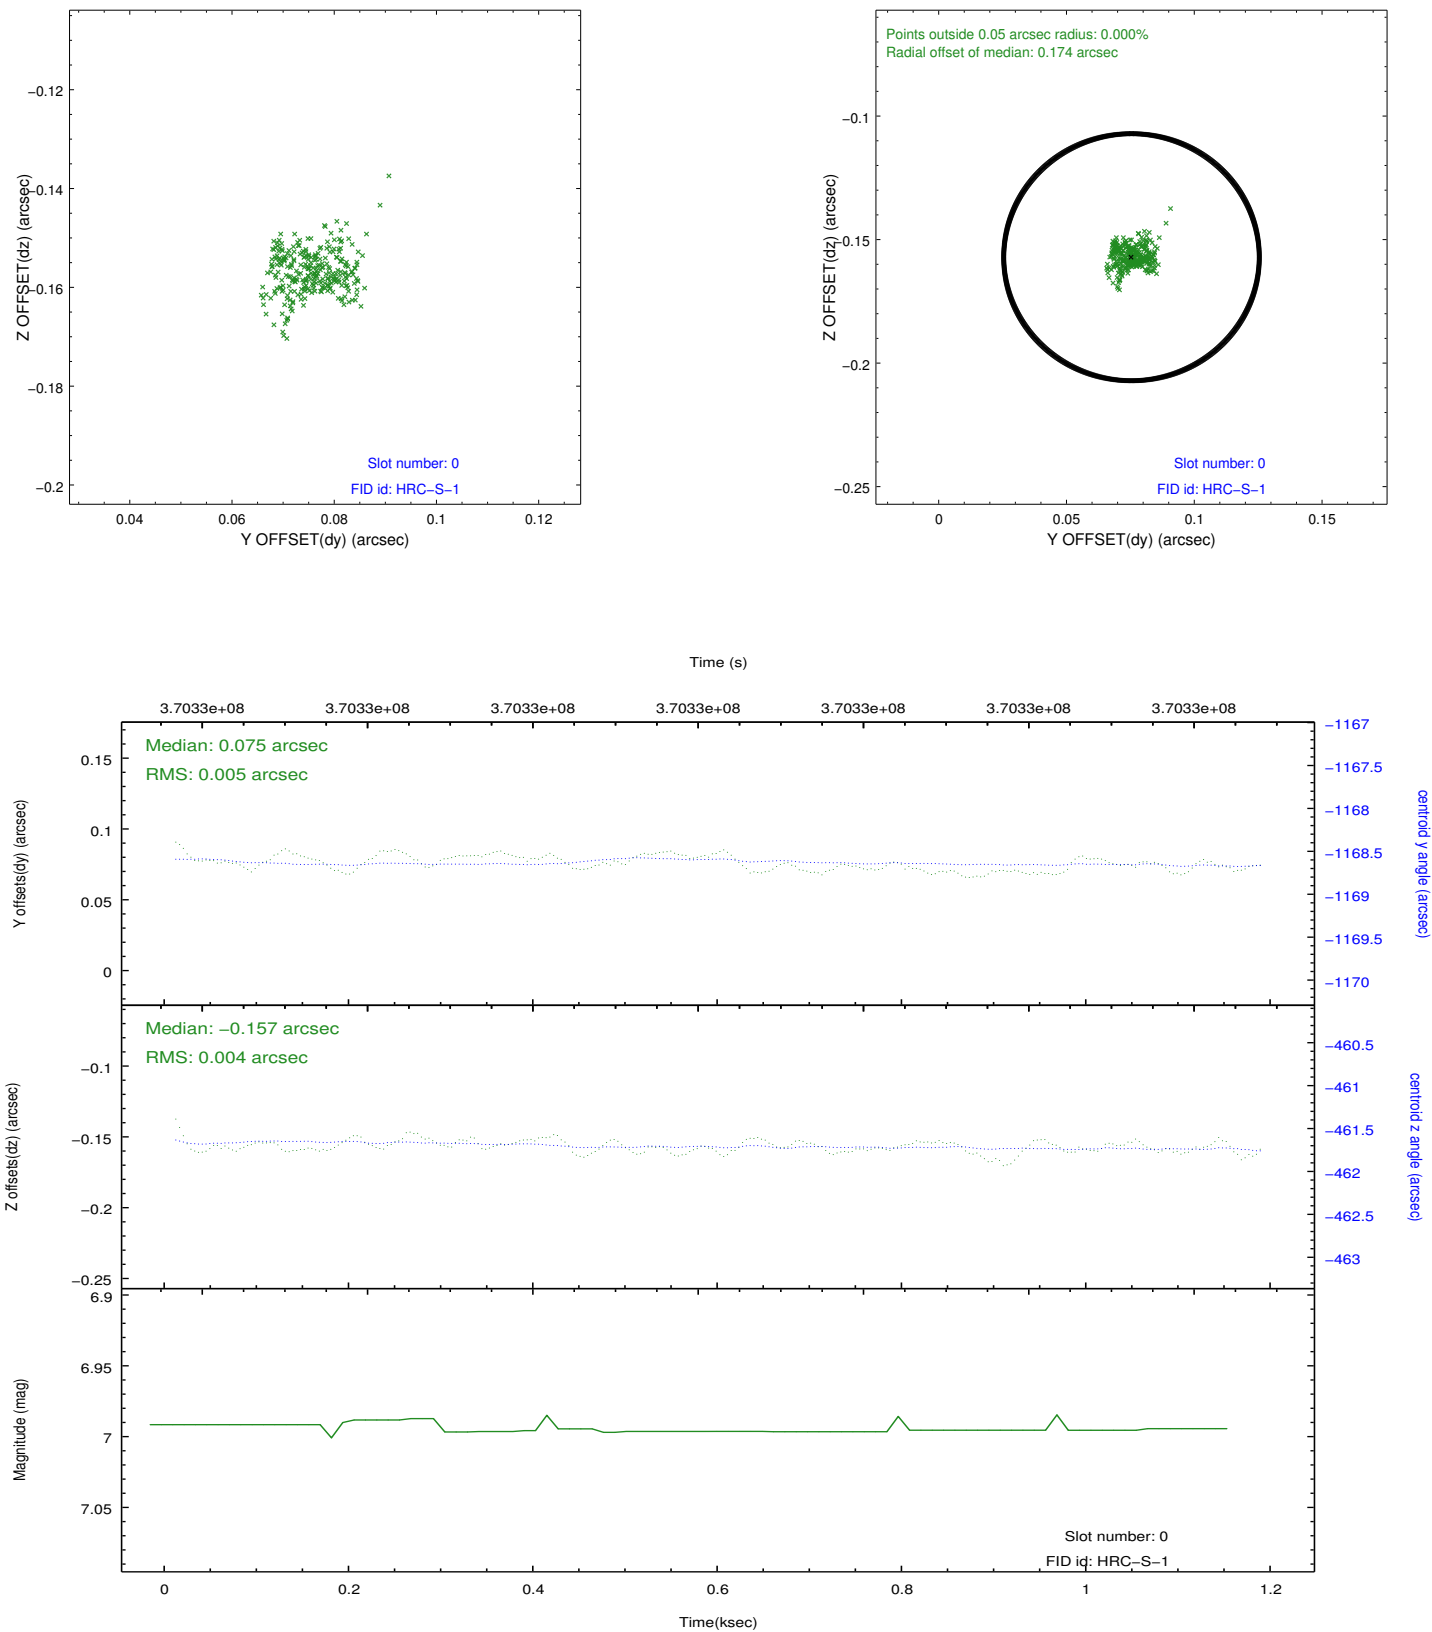 −0.12
−0.14
−0.16
−0.18
−0.2
Z OFFSET(dz) (arcsec)
Slot number: 0
FID id: HRC−S−1
0.04 0.06 0.08 0.1 0.12
Y OFFSET(dy) (arcsec)
Points outside 0.05 arcsec radius: 0.000%
Radial offset of median: 0.174 arcsec
−0.1
−0.15
−0.2
−0.25
Z OFFSET(dz) (arcsec)
Slot number: 0
FID id: HRC−S−1
0 0.05 0.1 0.15
Y OFFSET(dy) (arcsec)
Time (s)
3.7033e+08 3.7033e+08 3.7033e+08 3.7033e+08 3.7033e+08 3.7033e+08 3.7033e+08
Median: 0.075 arcsec
RMS: 0.005 arcsec
0.15
0.1
0.05
0
Y offsets(dy) (arcsec)
−1167
−1167.5
−1168
−1168.5
−1169
−1169.5
−1170
centroid y angle (arcsec)
Median: −0.157 arcsec
RMS: 0.004 arcsec
−0.1
−0.15
−0.2
−0.25
Z offsets(dz) (arcsec)
−460.5
−461
−461.5
−462
−462.5
−463
centroid z angle (arcsec)
6.9
6.95
7
7.05
Magnitude (mag)
Slot number: 0
FID id: HRC−S−1
0 0.2 0.4 0.6 0.8 1 1.2
Time(ksec)